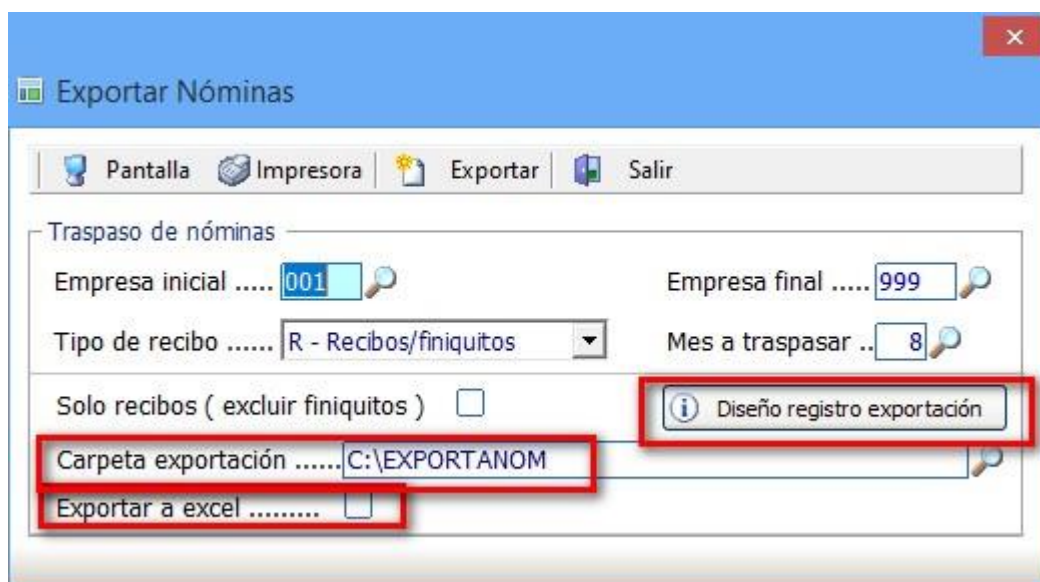 Exportar Nóminas
Pantalla Impresora Exportar Salir
Traspaso de nóminas
Empresa inicial ..... 001 Empresa final ..... 999
Tipo de recibo ...... R - Recibos/finiquitos Mes a traspasar .. 8
Solo recibos ( excluir finiquitos ) Diseño registro exportación
Carpeta exportación ...... C:\EXPORTANOM
Exportar a excel .........